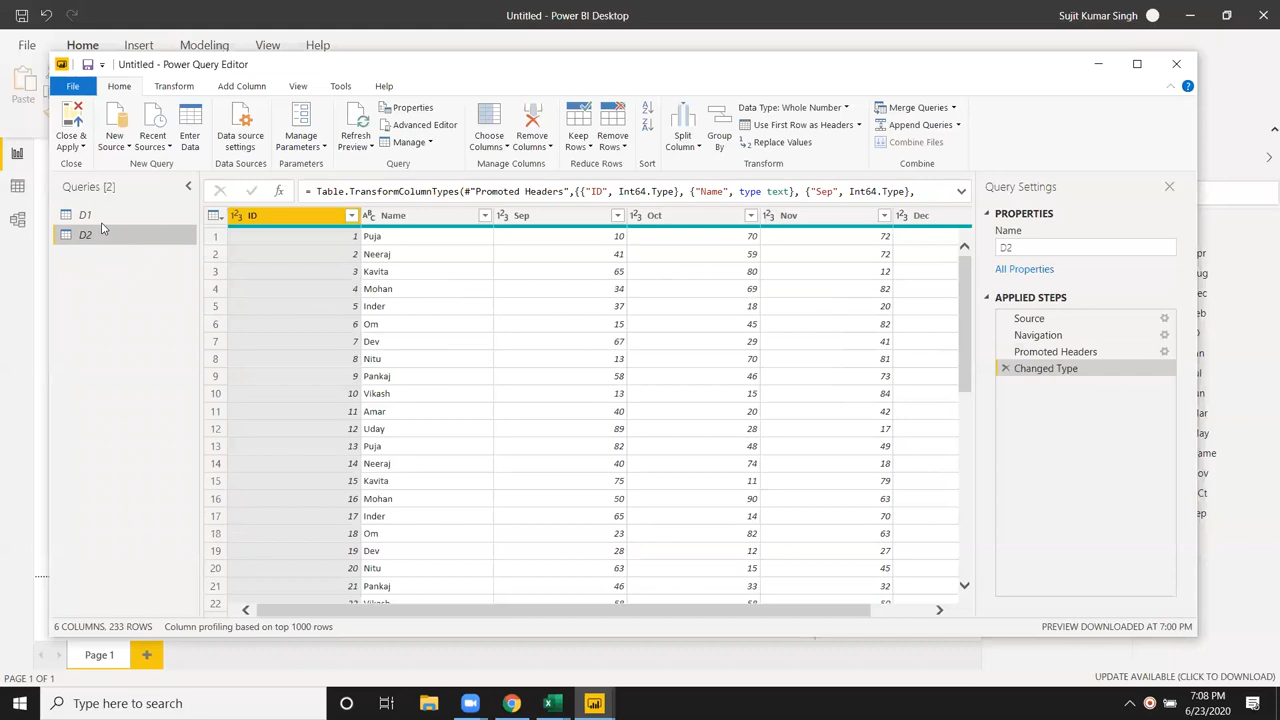 Untitled - Power BI Desktop
Sujit Kumar Singh
File Home Insert Modeling View Help
Paste
Untitled - Power Query Editor
File Home Transform Add Column View Tools Help
Close & Apply
New Source
Recent Sources
Enter Data
Data source settings
Manage Parameters
Refresh Preview
Properties
Advanced Editor
Manage
Choose Columns
Remove Columns
Keep Rows
Remove Rows
Split Column
Group By
Data Type: Whole Number
Use First Row as Headers
Replace Values
Merge Queries
Append Queries
Combine Files
Close New Query Data Sources Parameters Query Manage Columns Reduce Rows Sort Transform Combine
Queries [2]
D1
D2
= Table.TransformColumnTypes(#"Promoted Headers",{{"ID", Int64.Type}, {"Name", type text}, {"Sep", Int64.Type},
ID Name Sep Oct Nov Dec
1 1 Puja 10 70 72
2 2 Neeraj 41 59 72
3 3 Kavita 65 80 12
4 4 Mohan 34 69 82
5 5 Inder 37 18 20
6 6 Om 15 45 82
7 7 Dev 67 29 41
8 8 Nitu 13 70 81
9 9 Pankaj 58 46 73
10 10 Vikash 13 15 84
11 11 Amar 40 20 42
12 12 Uday 89 28 17
13 13 Puja 82 48 49
14 14 Neeraj 40 74 18
15 15 Kavita 75 11 79
16 16 Mohan 50 90 63
17 17 Inder 65 14 70
18 18 Om 23 82 63
19 19 Dev 28 12 27
20 20 Nitu 63 15 45
21 21 Pankaj 46 33 32
22
Query Settings
PROPERTIES
Name
D2
All Properties
APPLIED STEPS
Source
Navigation
Promoted Headers
Changed Type
6 COLUMNS, 233 ROWS Column profiling based on top 1000 rows
PREVIEW DOWNLOADED AT 7:00 PM
Page 1
PAGE 1 OF 1
UPDATE AVAILABLE (CLICK TO DOWNLOAD)
Type here to search
7:08 PM
6/23/2020